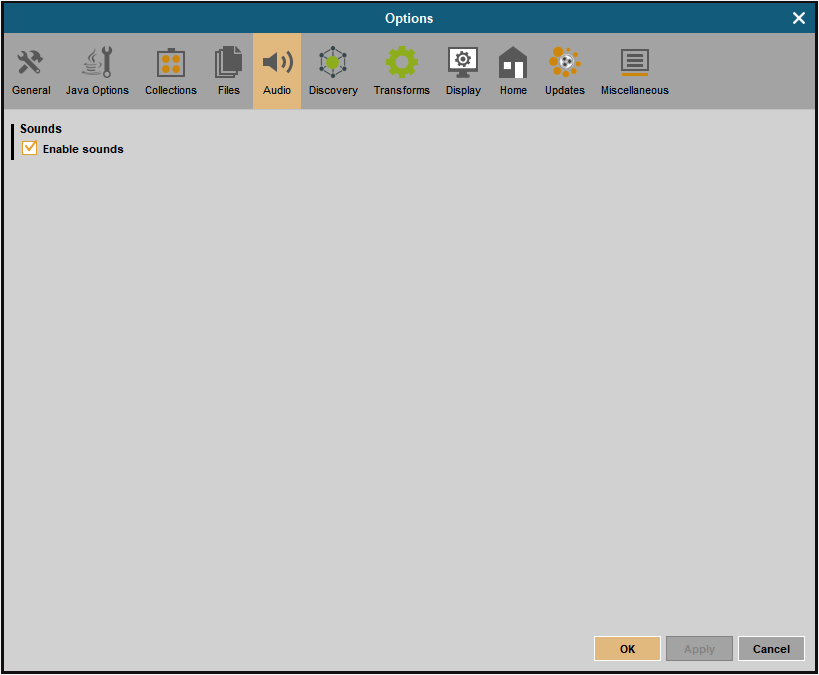 Options
General Java Options Collections Files Audio Discovery Transforms Display Home Updates Miscellaneous
Sounds
Enable sounds
OK Apply Cancel